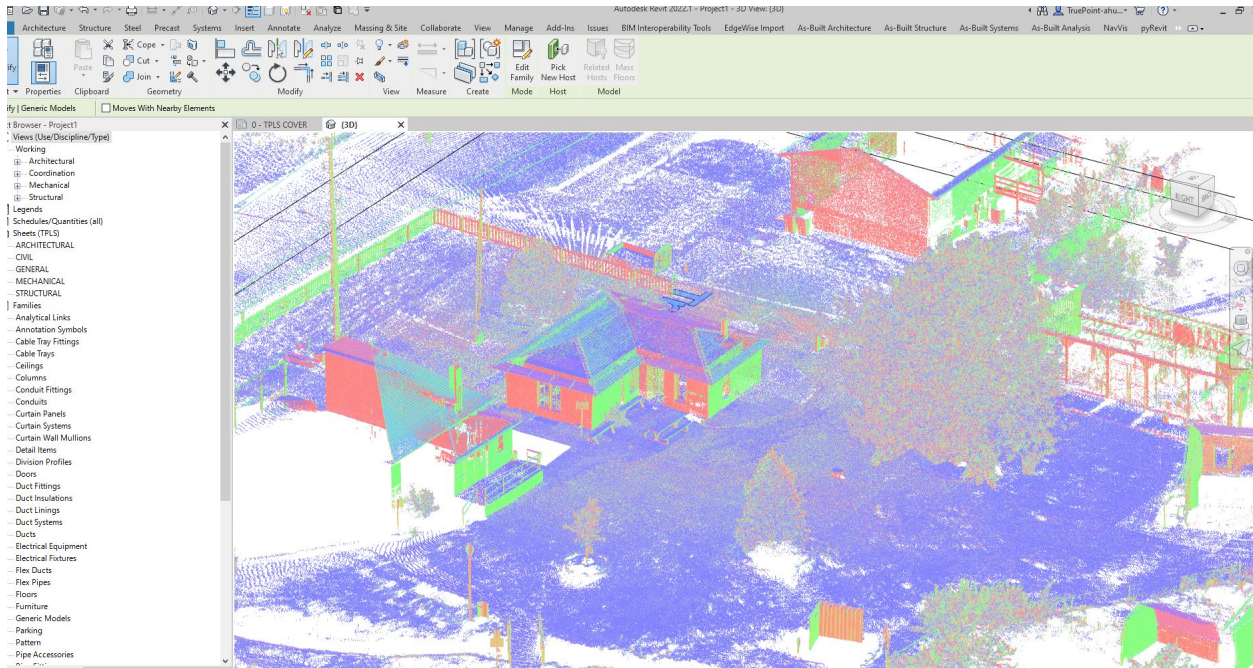 Autodesk Revit 2022.1 - Project1 - 3D View: {3D}
TruePoint-ahu...
Architecture Structure Steel Precast Systems Insert Annotate Analyze Massing & Site Collaborate View Manage Add-Ins Issues BIM Interoperability Tools EdgeWise Import As-Built Architecture As-Built Structure As-Built Systems As-Built Analysis NavVis pyRevit
Cope
Cut
Join
Paste
Properties Clipboard Geometry Modify View Measure Create
Edit Family
Mode
Pick New Host
Host
Related Hosts
Mass Floors
Model
| Generic Models Moves With Nearby Elements
Browser - Project1
0 - TPLS COVER {3D}
Views (Use/Discipline/Type)
Working
Architectural
Coordination
Mechanical
Structural
Legends
Schedules/Quantities (all)
Sheets (TPLS)
ARCHITECTURAL
CIVIL
GENERAL
MECHANICAL
STRUCTURAL
Families
Analytical Links
Annotation Symbols
Cable Tray Fittings
Cable Trays
Ceilings
Columns
Conduit Fittings
Conduits
Curtain Panels
Curtain Systems
Curtain Wall Mullions
Detail Items
Division Profiles
Doors
Duct Fittings
Duct Insulations
Duct Linings
Duct Systems
Ducts
Electrical Equipment
Electrical Fixtures
Flex Ducts
Flex Pipes
Floors
Furniture
Generic Models
Parking
Pattern
Pipe Accessories
RIGHT